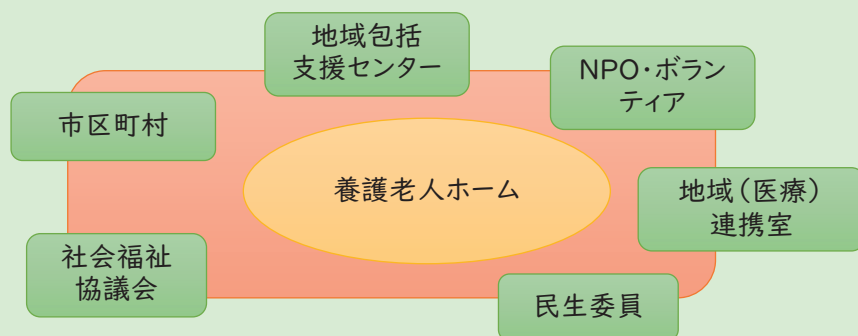 地域包括
支援センター
NPO・ボラン
ティア
市区町村
養護老人ホーム
地域（医療）
連携室
社会福祉
協議会
民生委員